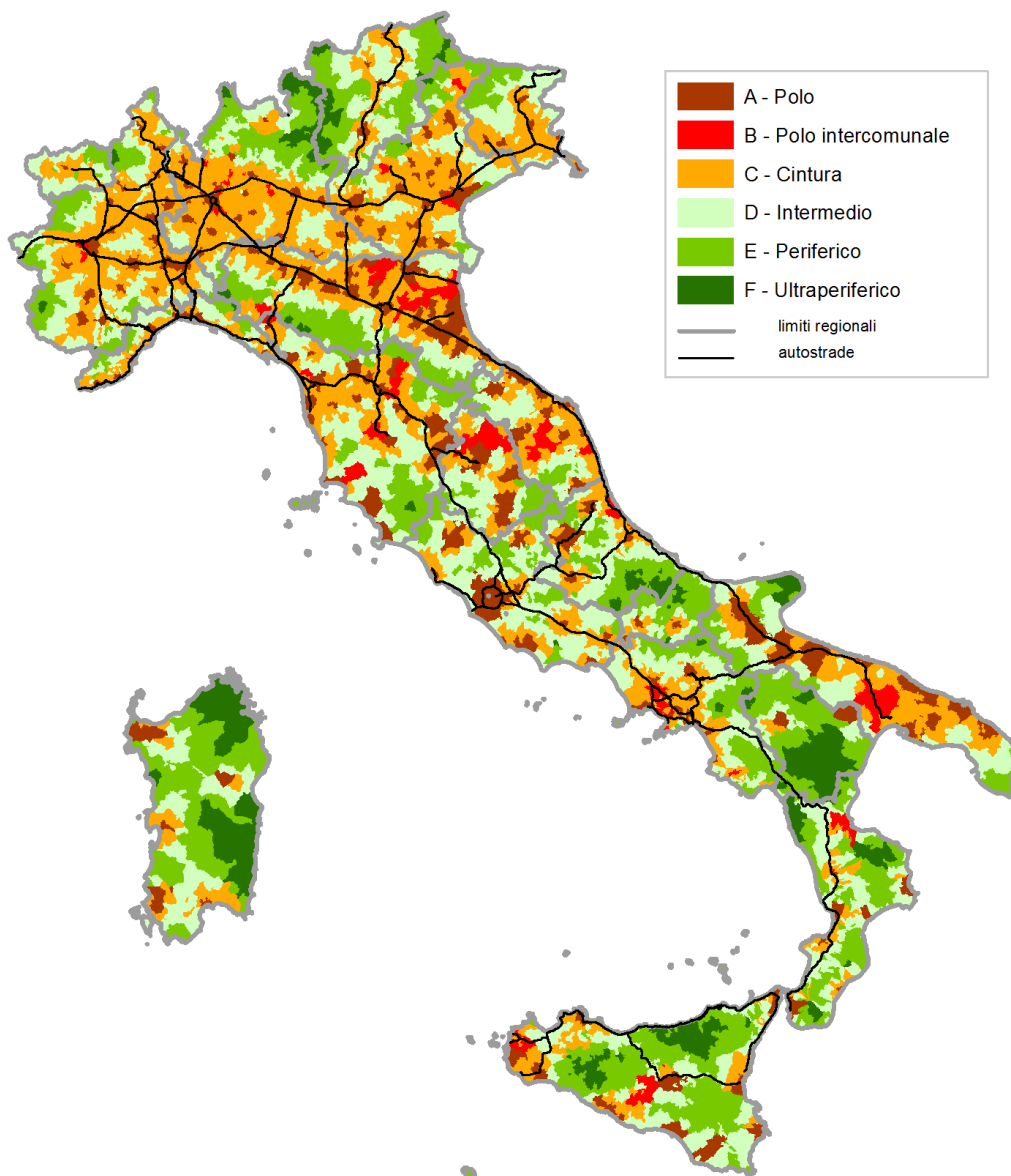 A - Polo
B - Polo intercomunale
C - Cintura
D - Intermedio
E - Periferico
F - Ultraperiferico
limiti regionali
autostrade